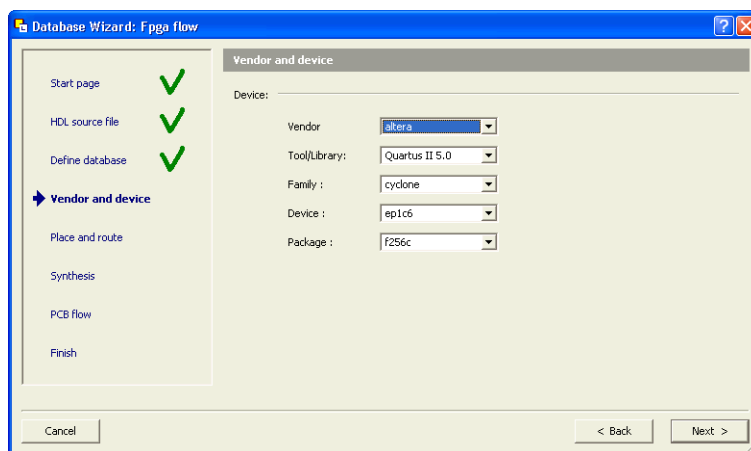 Database Wizard: Fpga flow
Vendor and device
Start page
HDL source file
Define database
Vendor and device
Place and route
Synthesis
PCB flow
Finish
Device:
Vendor altera
Tool/Library: Quartus II 5.0
Family : cyclone
Device : ep1c6
Package : f256c
Cancel
< Back
Next >